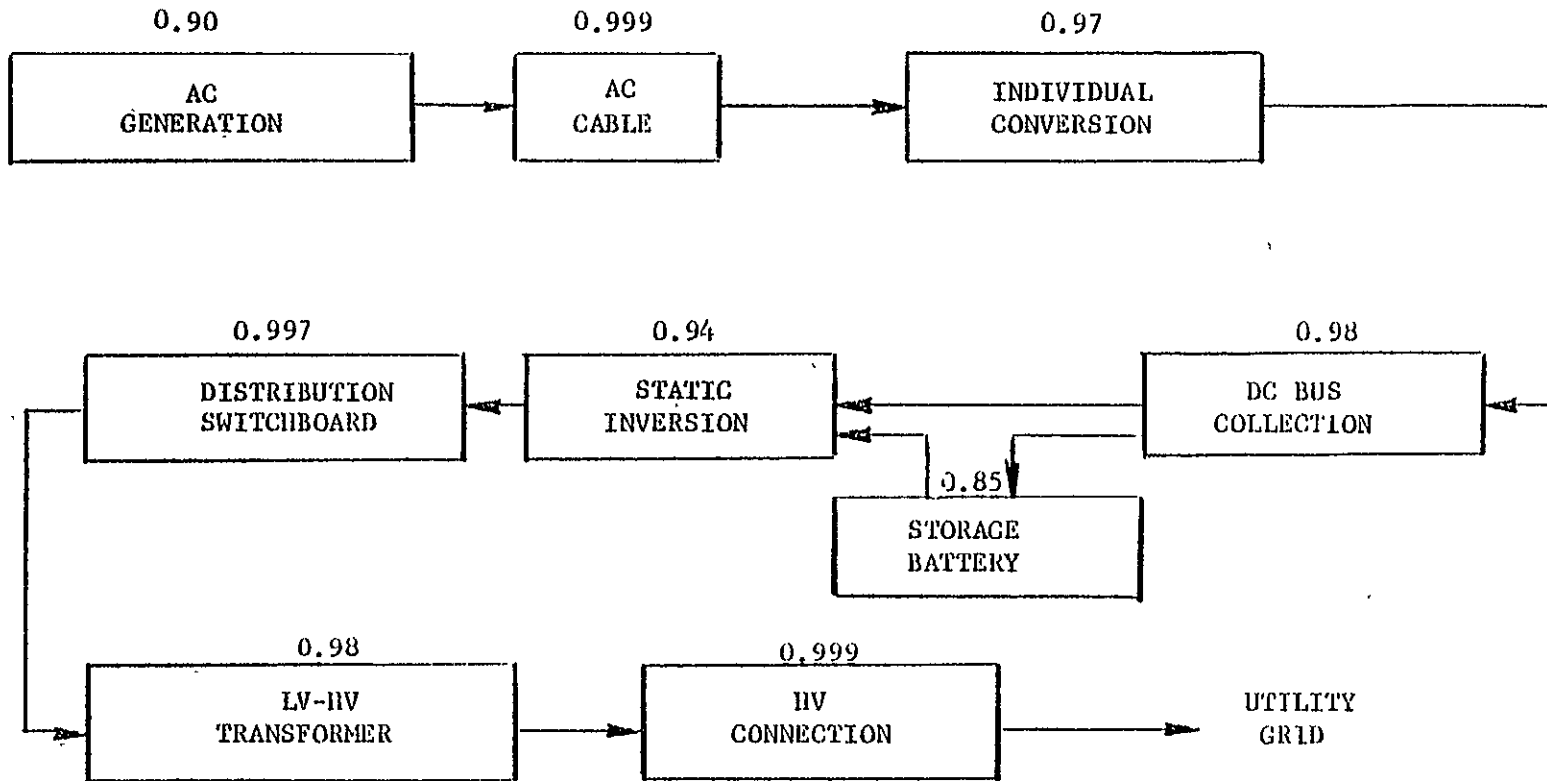 0.90
0.999
0.97
AC
GENERATION
AC
CABLE
INDIVIDUAL
CONVERSION
0.997
0.94
0.98
DISTRIBUTION
SWITCHBOARD
STATIC
INVERSION
DC BUS
COLLECTION
0.85
STORAGE
BATTERY
0.98
0.999
LV-HV
TRANSFORMER
HV
CONNECTION
UTILITY
GRID